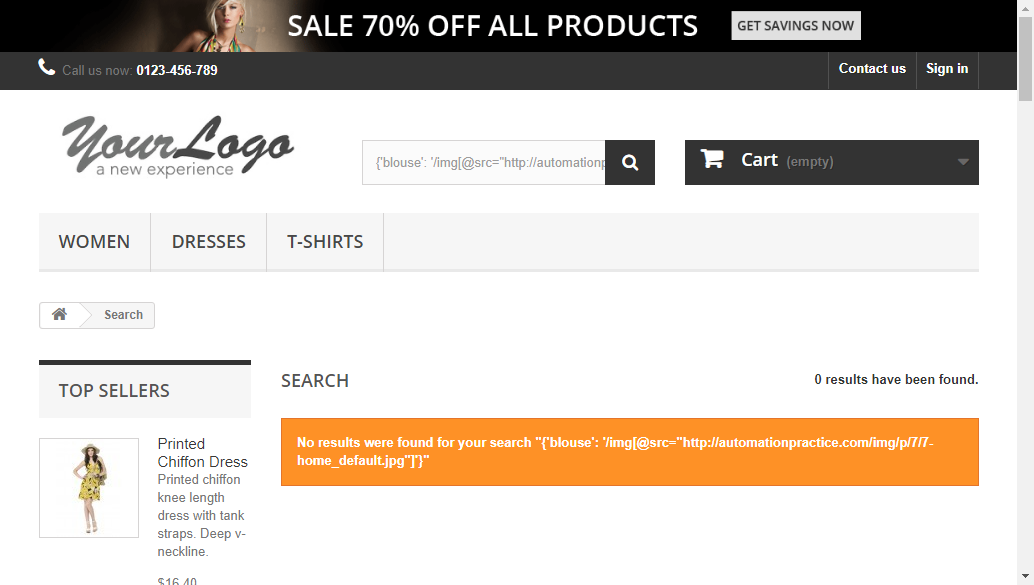 SALE 70% OFF ALL PRODUCTS
GET SAVINGS NOW
Call us now: 0123-456-789
Contact us
Sign in
YourLogo
a new experience
{'blouse': '/img[@src="http://automationp
Cart (empty)
WOMEN
DRESSES
T-SHIRTS
Search
TOP SELLERS
Printed
Chiffon Dress
Printed chiffon
knee length
dress with tank
straps. Deep v-
neckline.
$16.40
SEARCH
0 results have been found.
No results were found for your search "{'blouse': '/img[@src="http://automationpractice.com/img/p/7/7-
home_default.jpg"]'}"